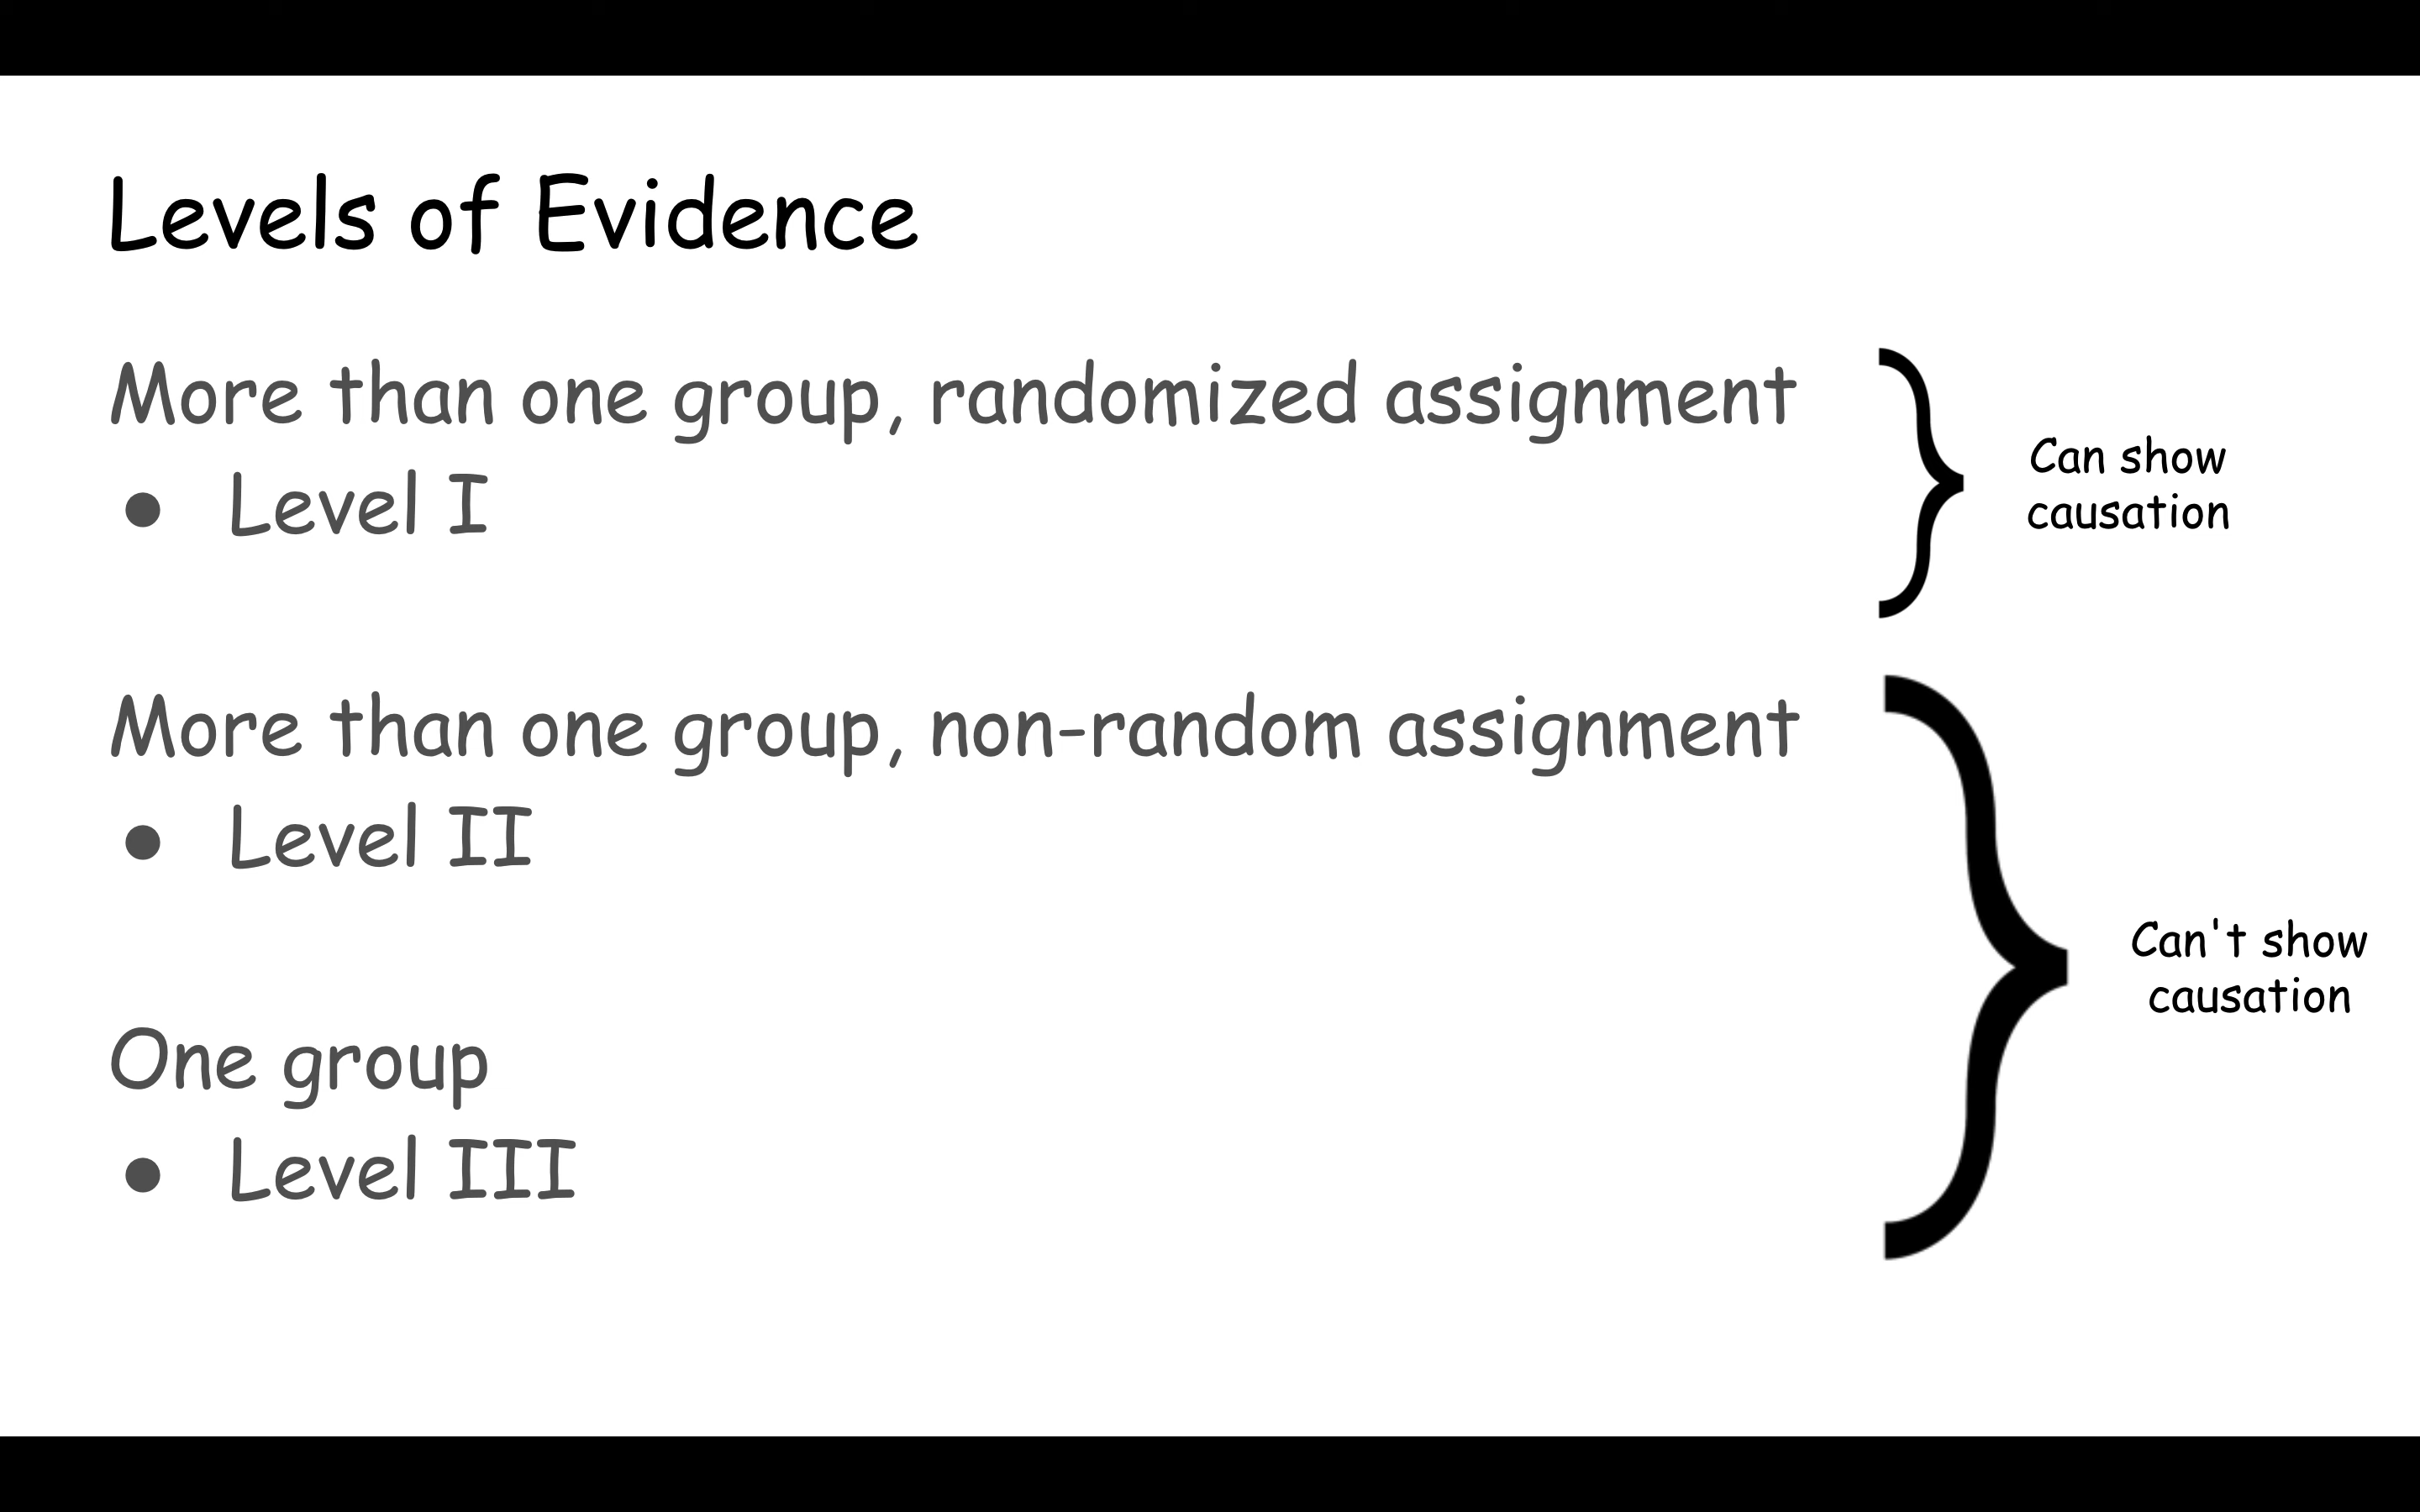 Levels of Evidence
More than one group, randomized assignment
● Level I
Can show
causation
More than one group, non-random assignment
● Level II
One group
● Level III
Can't show
causation